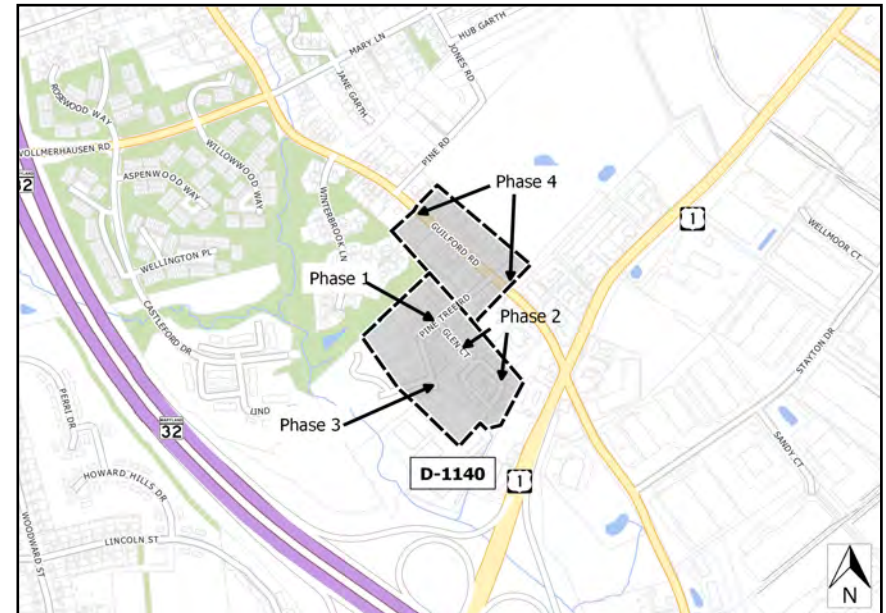 HUB GARTH
MARY LN
JONES RD
JANE GARTH
ROSEWOOD WAY
WILLOWWOOD WAY
VOLLMERHAUSEN RD
PINE RD
32
ASPENWOOD WAY
WINTERBROOK LN
Phase 4
1
WELLMOOR CT
GUILFORD RD
WELLINGTON PL
Phase 1
CASTLEFORD DR
PINE TREE RD
Phase 2
GLEN CT
STAYTON DR
PERRI DR
UND
Phase 3
MARYLAND
32
D-1140
1
SANDY CT
HOWARD HILLS DR
WOODWARD ST
LINCOLN ST
N